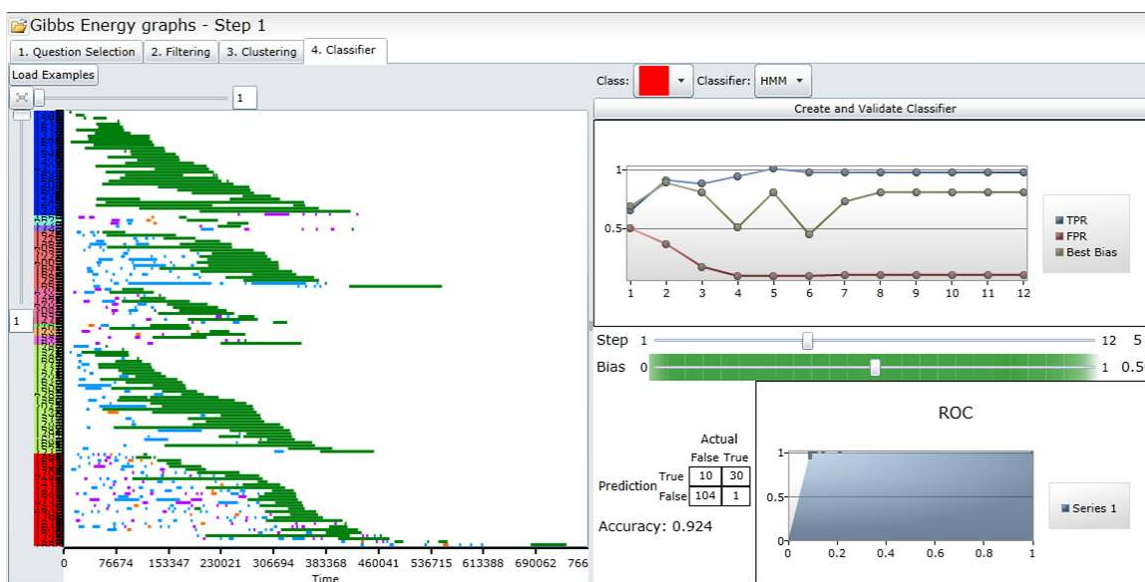 Gibbs Energy graphs - Step 1
1. Question Selection 2. Filtering 3. Clustering 4. Classifier
Load Examples
1
1
0 76674 153347 230021 306694 383368 460041 536715 613388 690062 766
Time
Class: Classifier: HMM
Create and Validate Classifier
1
0.5
1 2 3 4 5 6 7 8 9 10 11 12
TPR
FPR
Best Bias
Step 1 12 5
Bias 0 1 0.5
Actual
False True
Prediction True 10 30
False 104 1
Accuracy: 0.924
ROC
1
0.5
0
0 0.2 0.4 0.6 0.8 1
Series 1